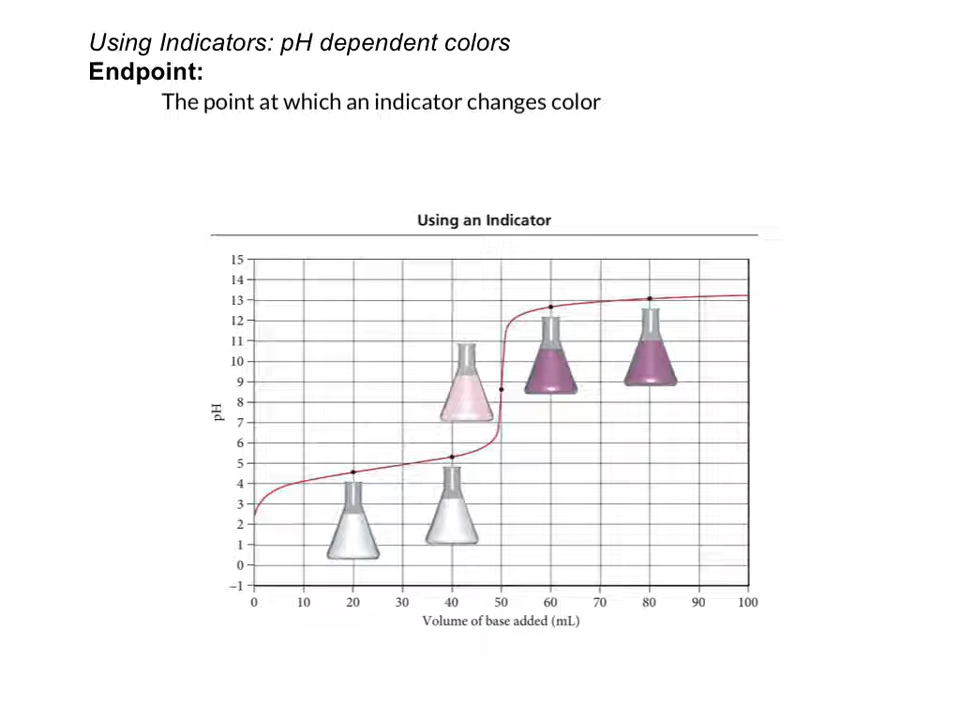 Using Indicators: pH dependent colors
Endpoint:
The point at which an indicator changes color
Using an Indicator
15
14
13
12
11
10
9
8
7
6
5
4
3
2
1
0
–1
pH
0 10 20 30 40 50 60 70 80 90 100
Volume of base added (mL)